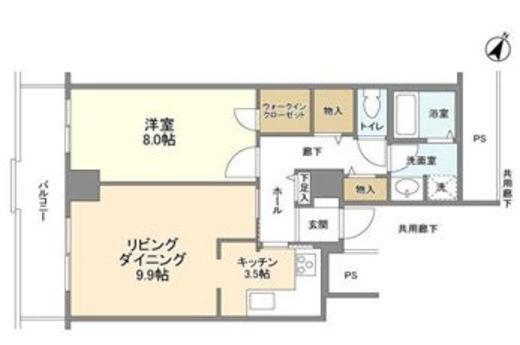 N
ウォークイン
クローゼット
物入
トイレ
浴室
PS
洋室
8.0帖
廊下
洗面室
洗
共用廊下
バルコニー
ホール
下足入
物入
玄関
共用廊下
リビング
ダイニング
9.9帖
キッチン
3.5帖
PS